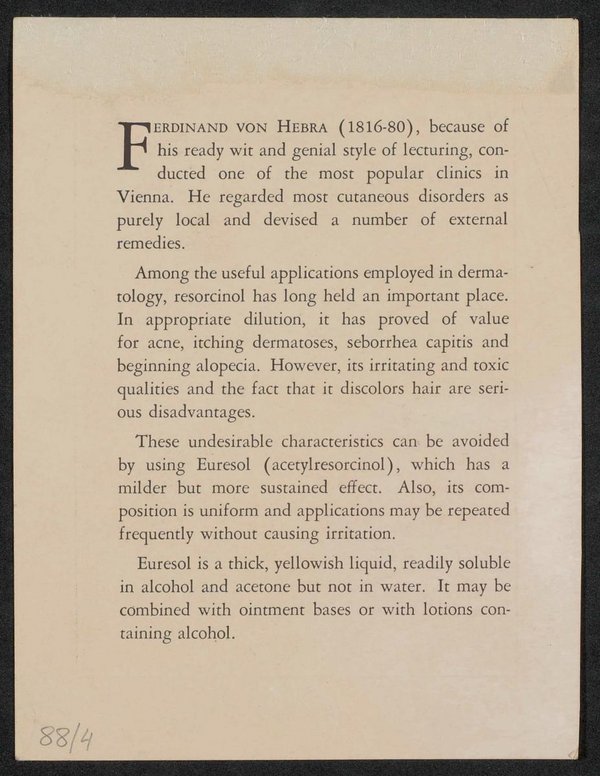 FERDINAND VON HEBRA (1816-80), because of
his ready wit and genial style of lecturing, con-
ducted one of the most popular clinics in
Vienna. He regarded most cutaneous disorders as
purely local and devised a number of external
remedies.
Among the useful applications employed in derma-
tology, resorcinol has long held an important place.
In appropriate dilution, it has proved of value
for acne, itching dermatoses, seborrhea capitis and
beginning alopecia. However, its irritating and toxic
qualities and the fact that it discolors hair are seri-
ous disadvantages.
These undesirable characteristics can be avoided
by using Euresol (acetylresorcinol), which has a
milder but more sustained effect. Also, its com-
position is uniform and applications may be repeated
frequently without causing irritation.
Euresol is a thick, yellowish liquid, readily soluble
in alcohol and acetone but not in water. It may be
combined with ointment bases or with lotions con-
taining alcohol.
88/4